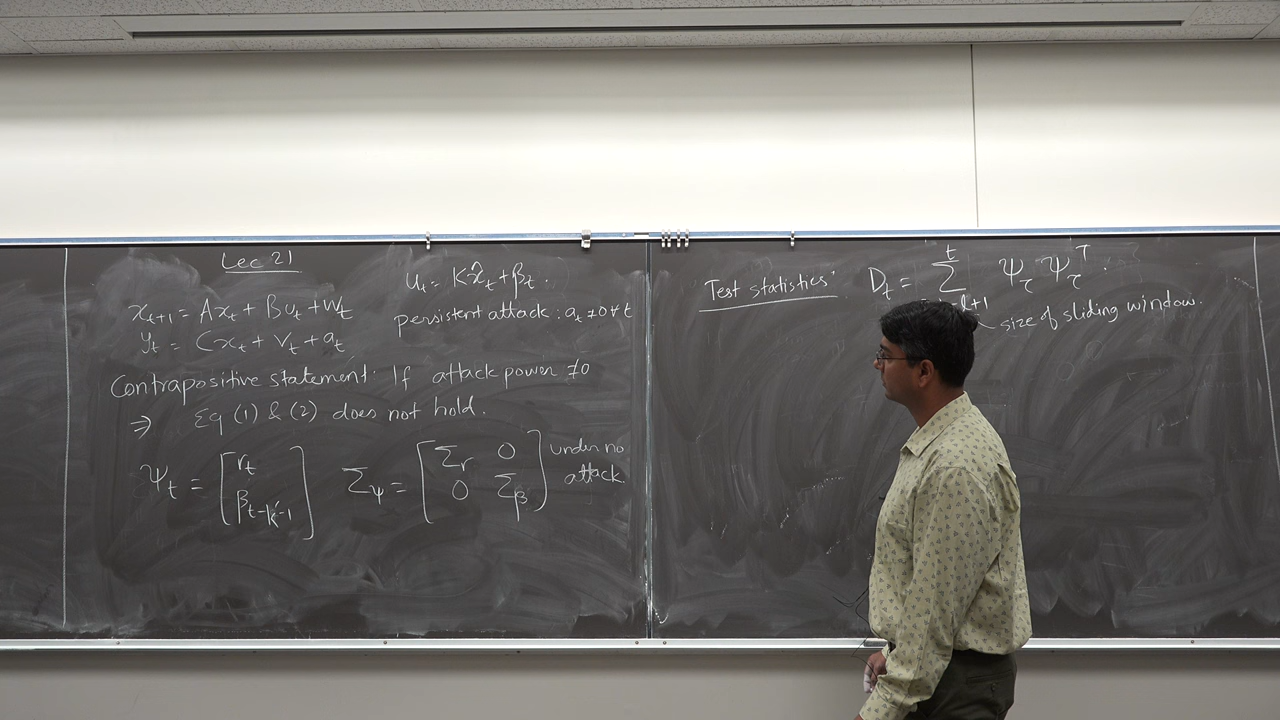 Lec 21
x_{t+1} = Ax_t + Bu_t + w_t
y_t = Cx_t + v_t + a_t
u_t = Kx̂_t + β_t.
persistent attack : a_t ≠ 0 ∀ t
Contrapositive statement: If attack power ≠ 0
⇒ Eq (1) & (2) does not hold.
ψ_t = [ r_t
β_{t-k'-1} ]
Σ_ψ = [ Σ_r 0
0 Σ_β ]
under no
attack.
Test statistics:
D_t = Σ^t ψ_τ ψ_τ^T.
size of sliding window.